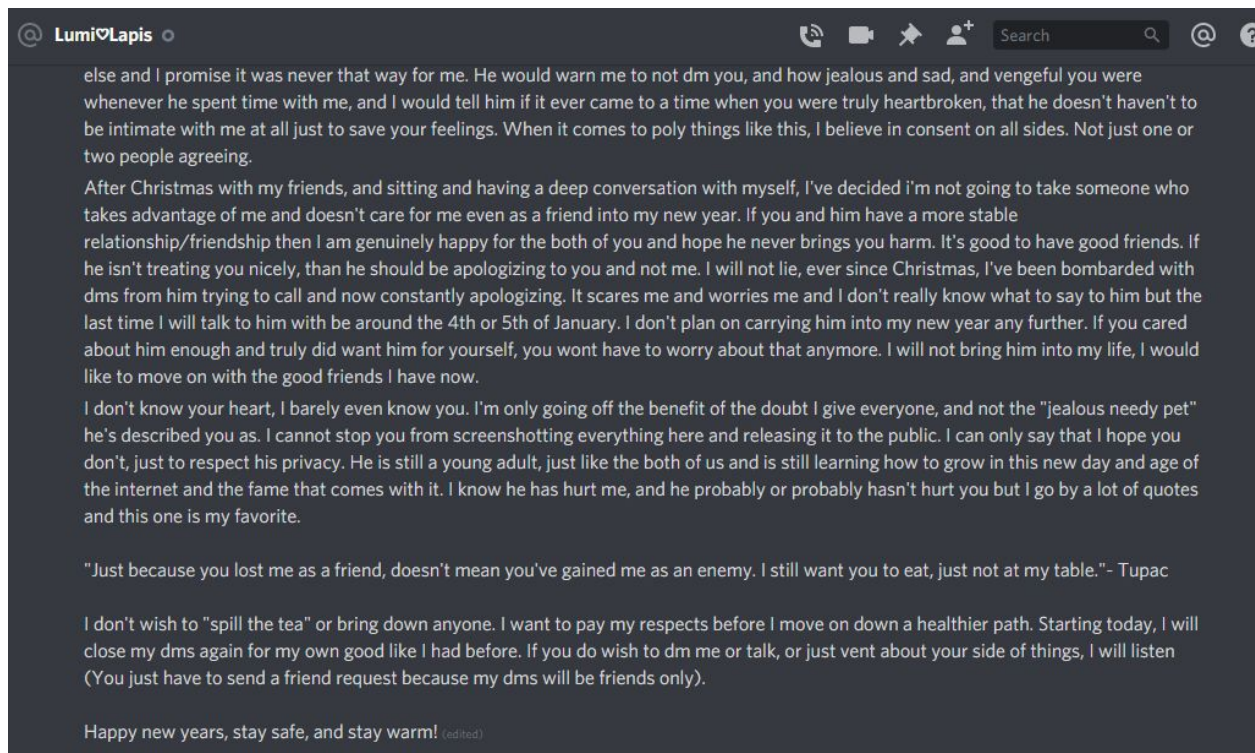 @ Lumi♡Lapis
Search
@
?
else and I promise it was never that way for me. He would warn me to not dm you, and how jealous and sad, and vengeful you were
whenever he spent time with me, and I would tell him if it ever came to a time when you were truly heartbroken, that he doesn't haven't to
be intimate with me at all just to save your feelings. When it comes to poly things like this, I believe in consent on all sides. Not just one or
two people agreeing.
After Christmas with my friends, and sitting and having a deep conversation with myself, I've decided i'm not going to take someone who
takes advantage of me and doesn't care for me even as a friend into my new year. If you and him have a more stable
relationship/friendship then I am genuinely happy for the both of you and hope he never brings you harm. It's good to have good friends. If
he isn't treating you nicely, than he should be apologizing to you and not me. I will not lie, ever since Christmas, I've been bombarded with
dms from him trying to call and now constantly apologizing. It scares me and worries me and I don't really know what to say to him but the
last time I will talk to him with be around the 4th or 5th of January. I don't plan on carrying him into my new year any further. If you cared
about him enough and truly did want him for yourself, you wont have to worry about that anymore. I will not bring him into my life, I would
like to move on with the good friends I have now.
I don't know your heart, I barely even know you. I'm only going off the benefit of the doubt I give everyone, and not the "jealous needy pet"
he's described you as. I cannot stop you from screenshotting everything here and releasing it to the public. I can only say that I hope you
don't, just to respect his privacy. He is still a young adult, just like the both of us and is still learning how to grow in this new day and age of
the internet and the fame that comes with it. I know he has hurt me, and he probably or probably hasn't hurt you but I go by a lot of quotes
and this one is my favorite.
"Just because you lost me as a friend, doesn't mean you've gained me as an enemy. I still want you to eat, just not at my table."- Tupac
I don't wish to "spill the tea" or bring down anyone. I want to pay my respects before I move on down a healthier path. Starting today, I will
close my dms again for my own good like I had before. If you do wish to dm me or talk, or just vent about your side of things, I will listen
(You just have to send a friend request because my dms will be friends only).
Happy new years, stay safe, and stay warm! (edited)